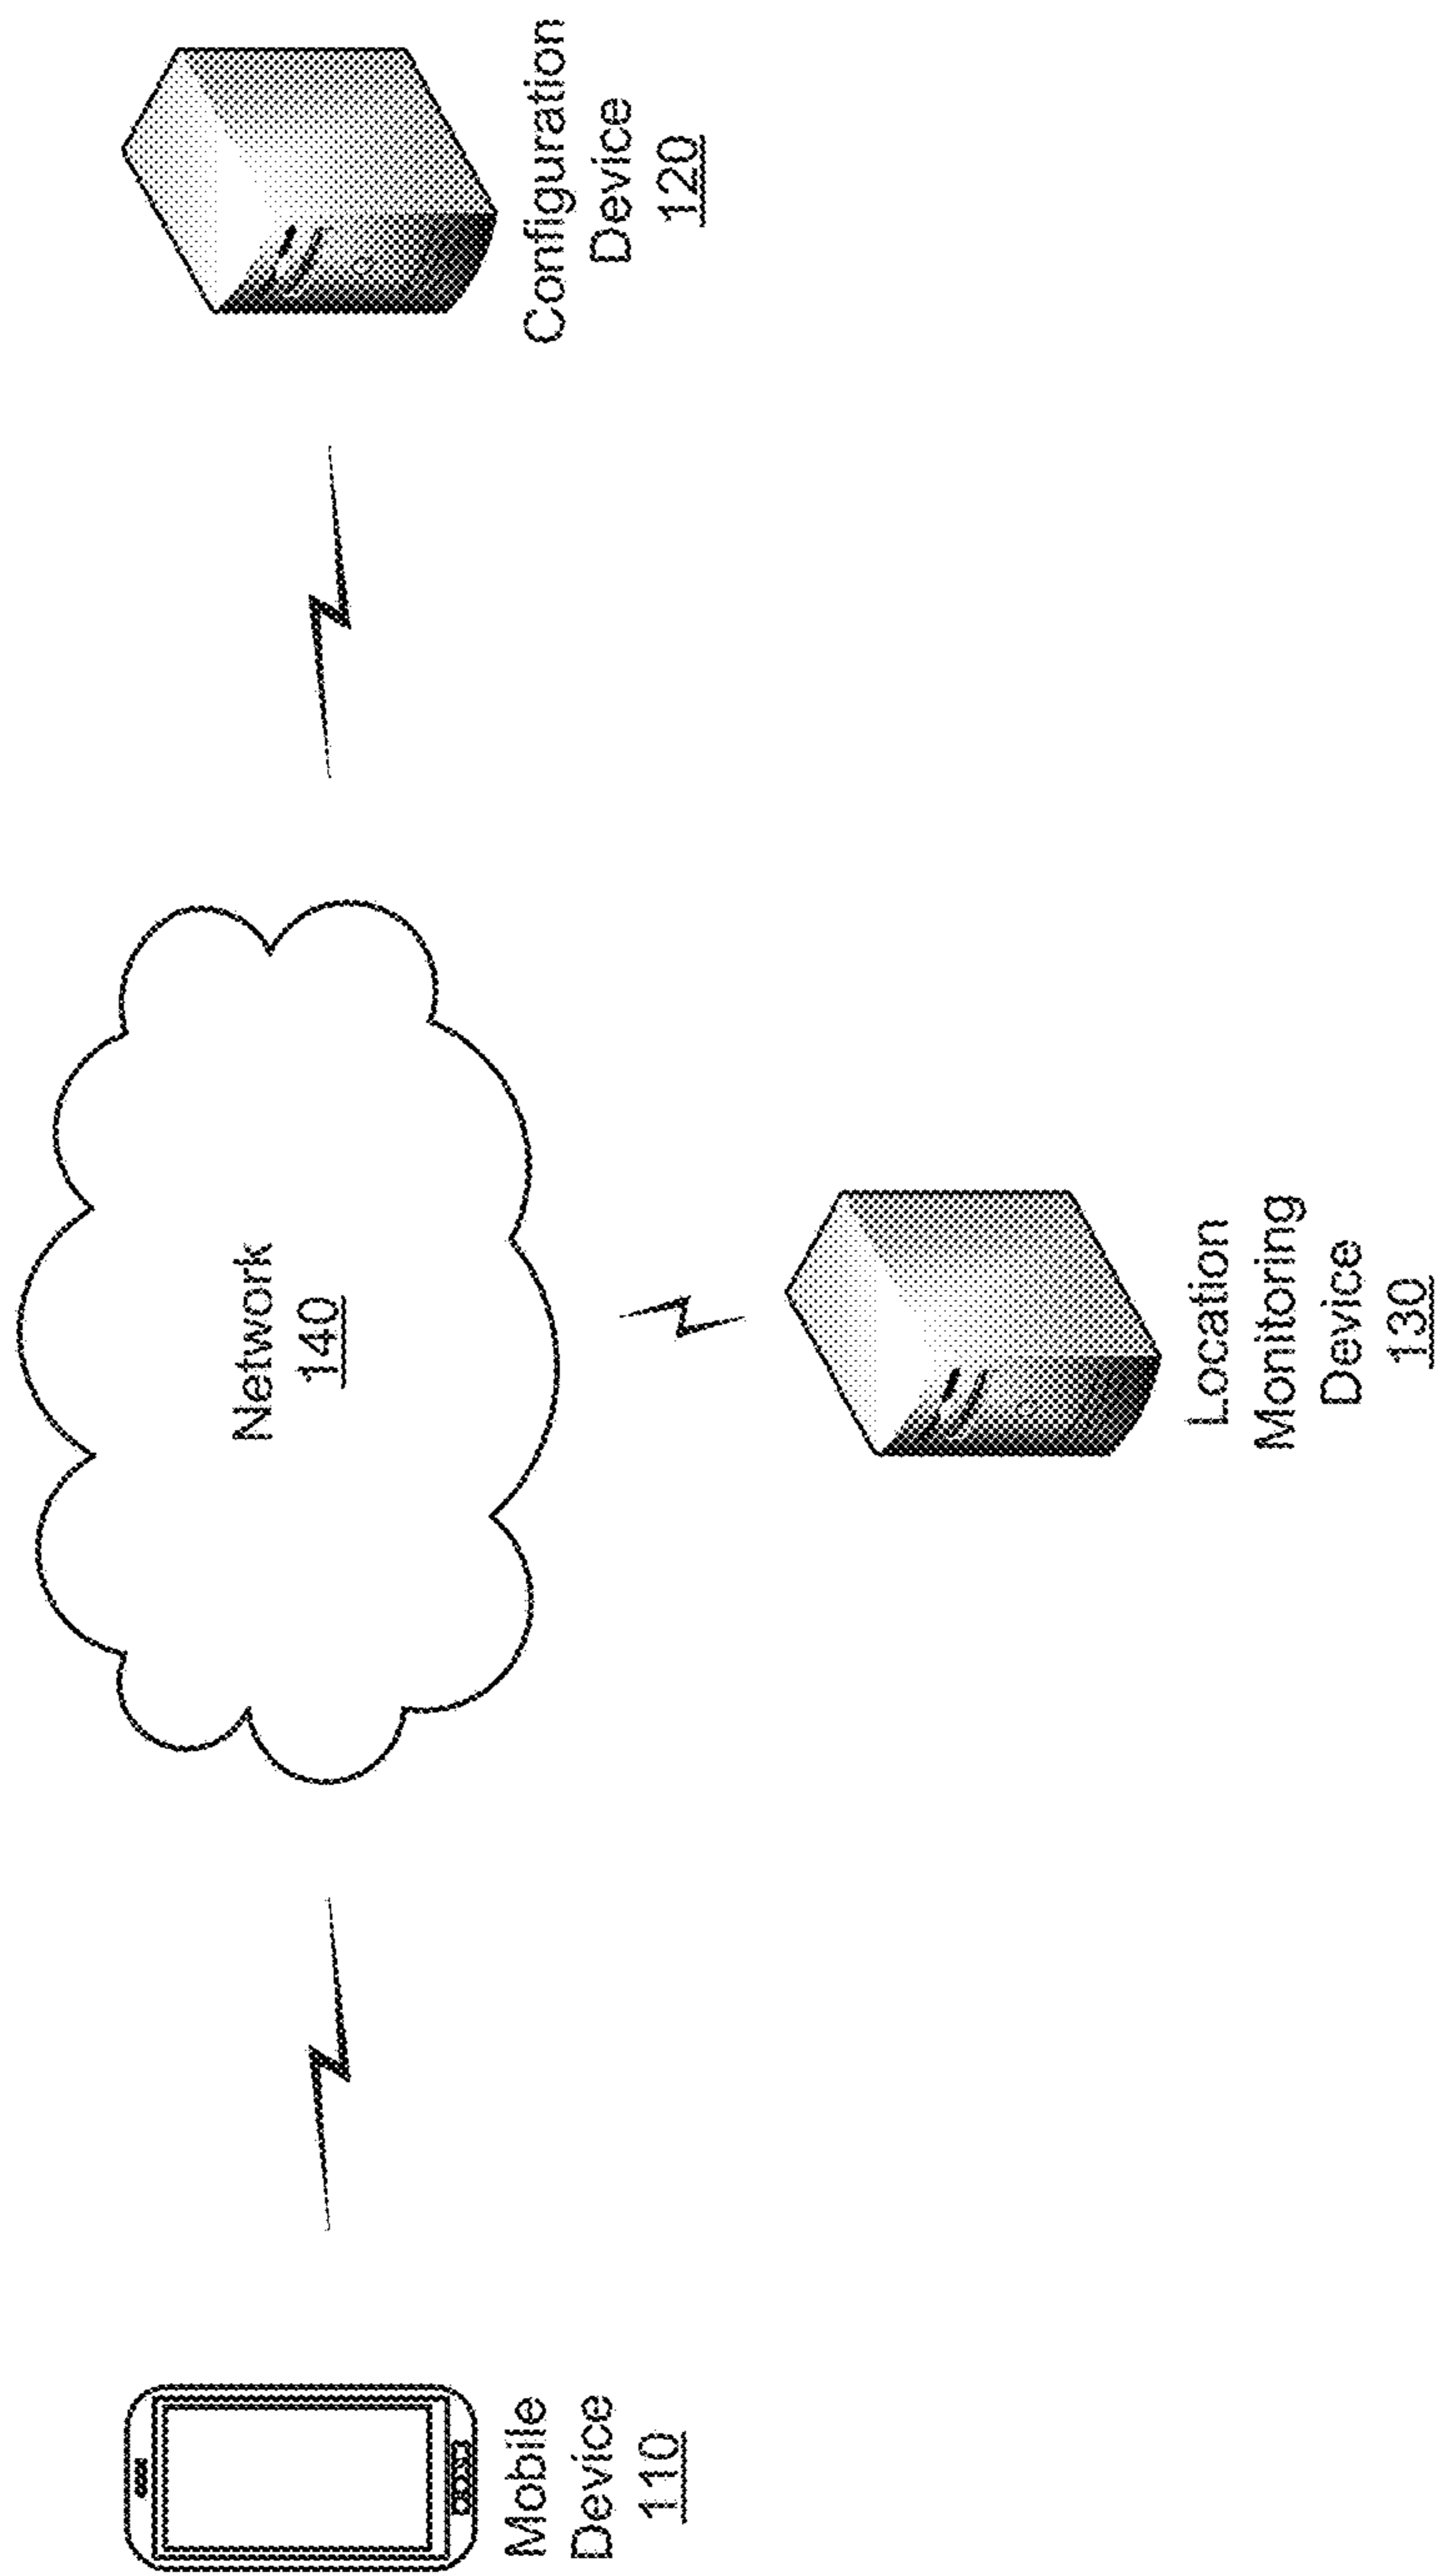 Network
140
Mobile
Device
110
Configuration
Device
120
Location
Monitoring
Device
130